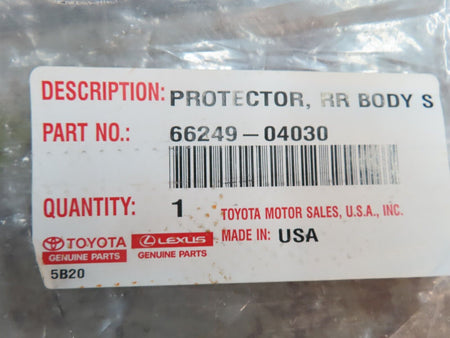 DESCRIPTION: PROTECTOR, RR BODY S
PART NO.: 66249-04030
QUANTITY: 1 TOYOTA MOTOR SALES, U.S.A., INC.
MADE IN: USA
TOYOTA LEXUS
GENUINE PARTS GENUINE PARTS
5B20